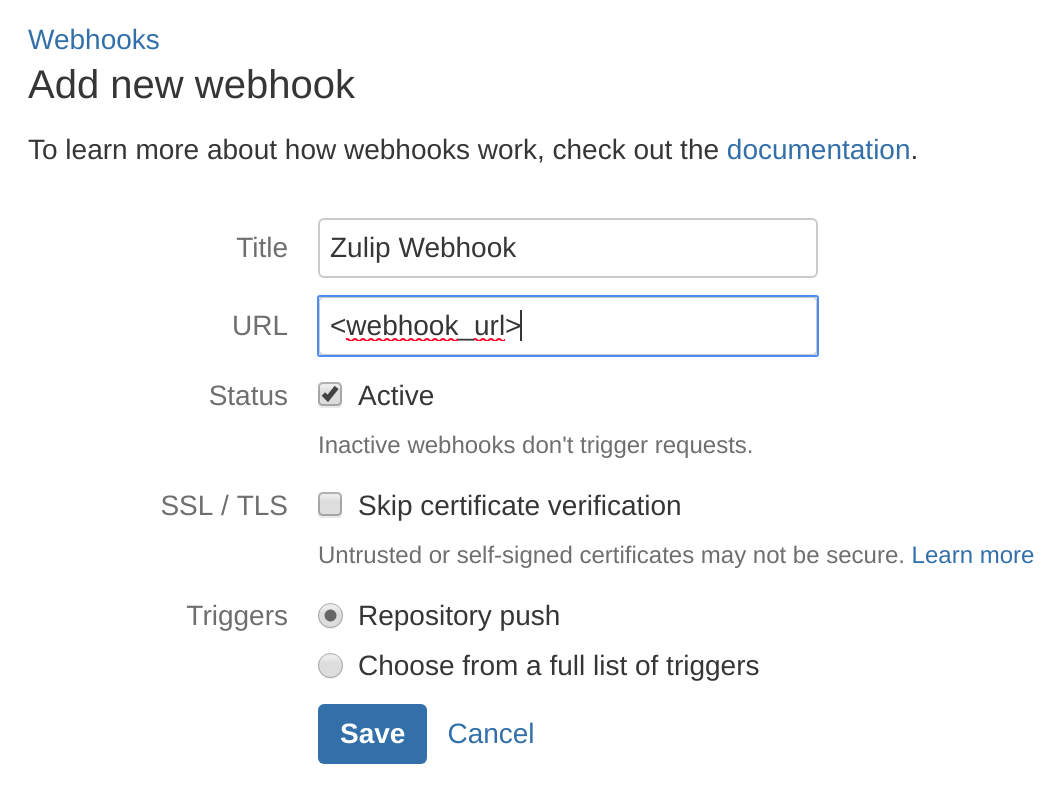 Webhooks
Add new webhook
To learn more about how webhooks work, check out the documentation.
Title Zulip Webhook
URL <webhook_url>
Status Active
Inactive webhooks don't trigger requests.
SSL / TLS Skip certificate verification
Untrusted or self-signed certificates may not be secure. Learn more
Triggers Repository push
Choose from a full list of triggers
Save Cancel